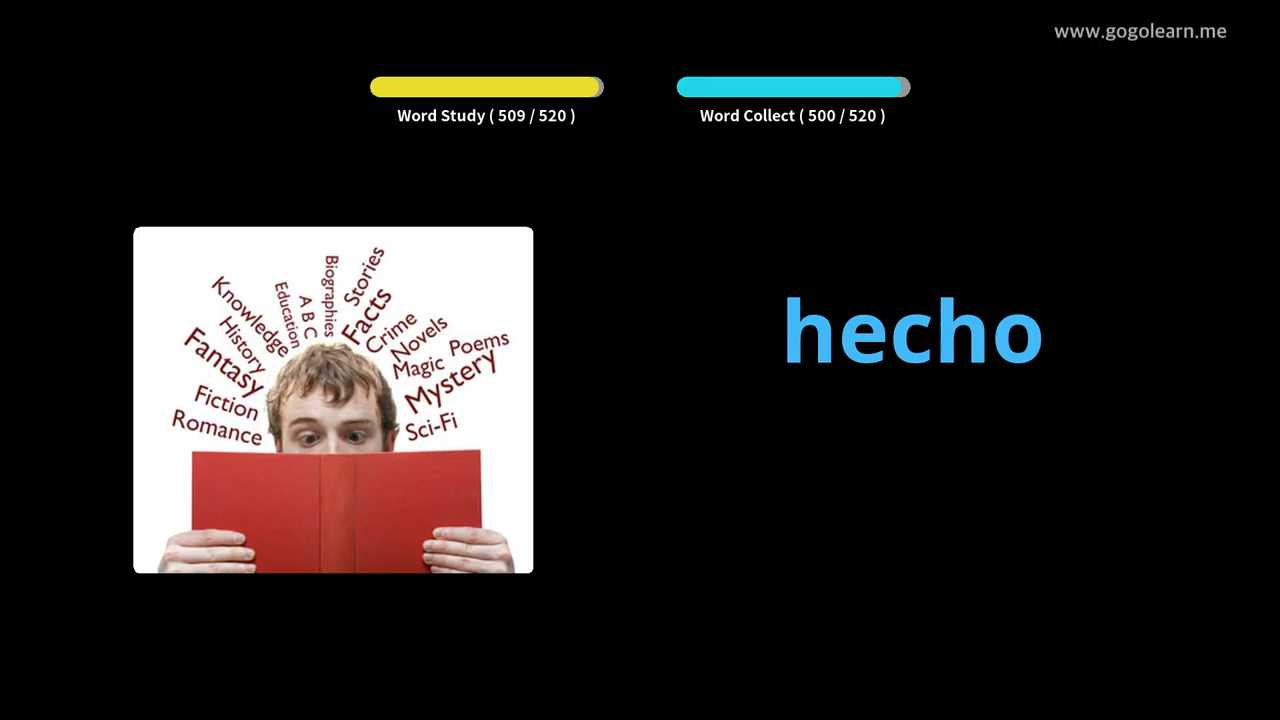 www.gogolearn.me
Word Study ( 509 / 520 )
Word Collect ( 500 / 520 )
hecho
Stories
Biographies
Facts
A B C
Education
Crime
Knowledge
Novels
History
Poems
Magic
Fantasy
Mystery
Fiction
Sci-Fi
Romance